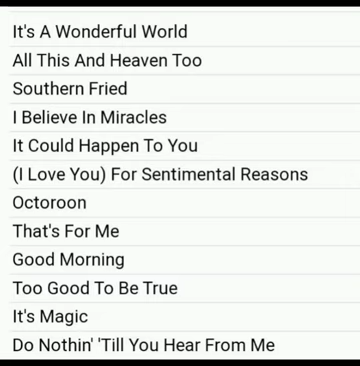 It's A Wonderful World
All This And Heaven Too
Southern Fried
I Believe In Miracles
It Could Happen To You
(I Love You) For Sentimental Reasons
Octoroon
That's For Me
Good Morning
Too Good To Be True
It's Magic
Do Nothin' 'Till You Hear From Me